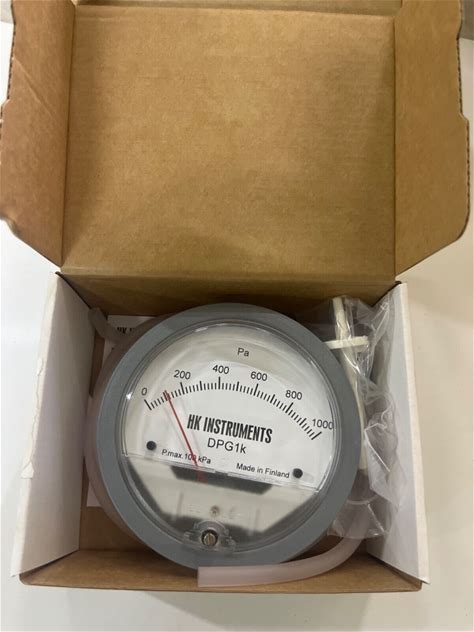 Pa
0 200 400 600 800 1000
HK INSTRUMENTS
DPG1k
P.max.100 kPa
Made in Finland